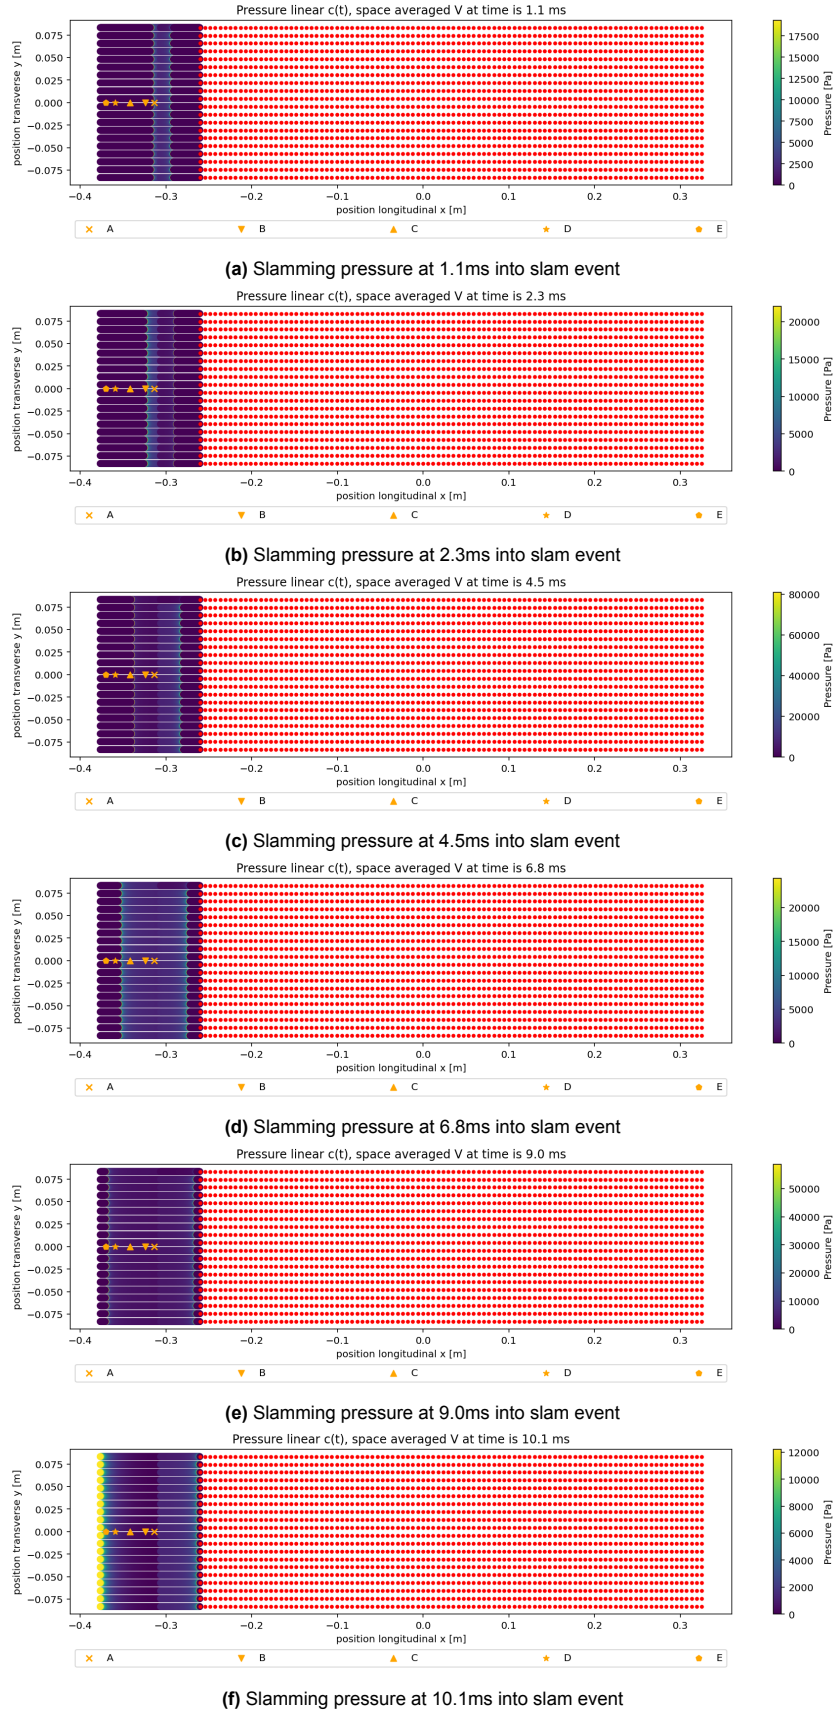 Pressure linear c(t), space averaged V at time is 1.1 ms
position transverse y [m]
0.075
0.050
0.025
0.000
−0.025
−0.050
−0.075
−0.4 −0.3 −0.2 −0.1 0.0 0.1 0.2 0.3
position longitudinal x [m]
17500
15000
12500
10000
7500
5000
2500
0
Pressure [Pa]
A B C D E
(a) Slamming pressure at 1.1ms into slam event
Pressure linear c(t), space averaged V at time is 2.3 ms
position transverse y [m]
0.075
0.050
0.025
0.000
−0.025
−0.050
−0.075
−0.4 −0.3 −0.2 −0.1 0.0 0.1 0.2 0.3
position longitudinal x [m]
20000
15000
10000
5000
0
Pressure [Pa]
A B C D E
(b) Slamming pressure at 2.3ms into slam event
Pressure linear c(t), space averaged V at time is 4.5 ms
position transverse y [m]
0.075
0.050
0.025
0.000
−0.025
−0.050
−0.075
−0.4 −0.3 −0.2 −0.1 0.0 0.1 0.2 0.3
position longitudinal x [m]
80000
60000
40000
20000
0
Pressure [Pa]
A B C D E
(c) Slamming pressure at 4.5ms into slam event
Pressure linear c(t), space averaged V at time is 6.8 ms
position transverse y [m]
0.075
0.050
0.025
0.000
−0.025
−0.050
−0.075
−0.4 −0.3 −0.2 −0.1 0.0 0.1 0.2 0.3
position longitudinal x [m]
20000
15000
10000
5000
0
Pressure [Pa]
A B C D E
(d) Slamming pressure at 6.8ms into slam event
Pressure linear c(t), space averaged V at time is 9.0 ms
position transverse y [m]
0.075
0.050
0.025
0.000
−0.025
−0.050
−0.075
−0.4 −0.3 −0.2 −0.1 0.0 0.1 0.2 0.3
position longitudinal x [m]
50000
40000
30000
20000
10000
0
Pressure [Pa]
A B C D E
(e) Slamming pressure at 9.0ms into slam event
Pressure linear c(t), space averaged V at time is 10.1 ms
position transverse y [m]
0.075
0.050
0.025
0.000
−0.025
−0.050
−0.075
−0.4 −0.3 −0.2 −0.1 0.0 0.1 0.2 0.3
position longitudinal x [m]
12000
10000
8000
6000
4000
2000
0
Pressure [Pa]
A B C D E
(f) Slamming pressure at 10.1ms into slam event